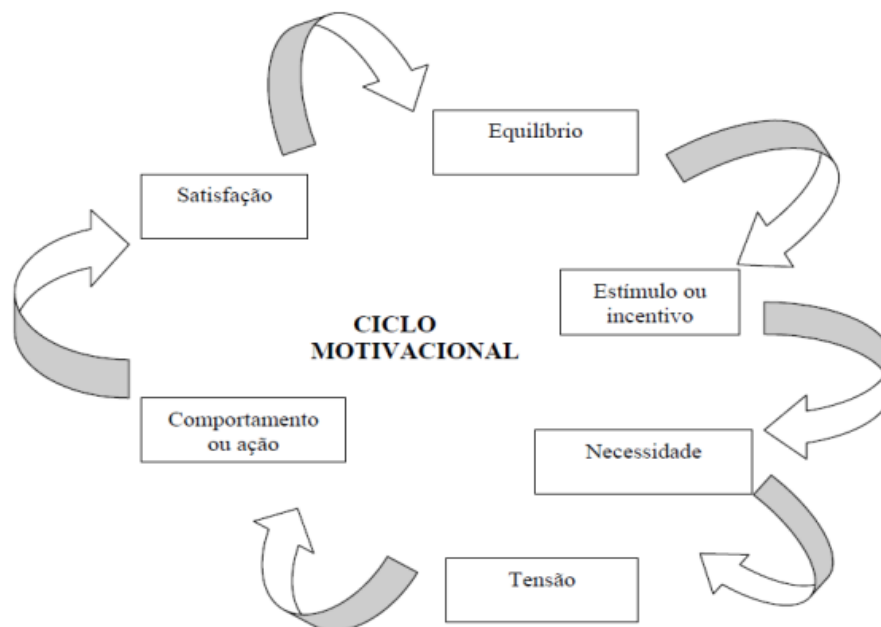 Equilíbrio
Satisfação
Estímulo ou
incentivo
CICLO
MOTIVACIONAL
Comportamento
ou ação
Necessidade
Tensão